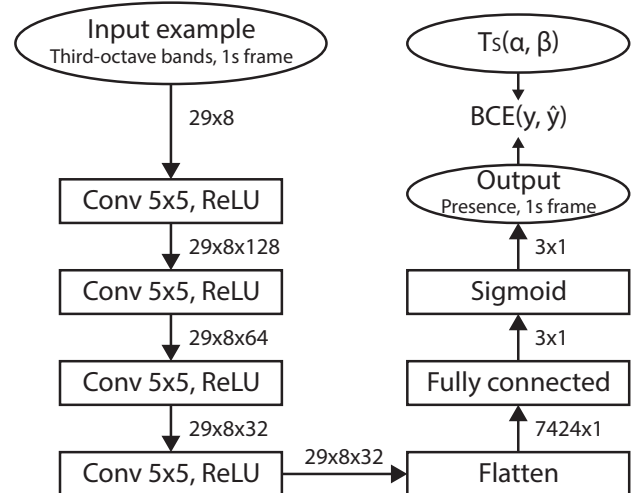 Input example
Third-octave bands, 1s frame
29x8
Conv 5x5, ReLU
29x8x128
Conv 5x5, ReLU
29x8x64
Conv 5x5, ReLU
29x8x32
Conv 5x5, ReLU
29x8x32
Flatten
7424x1
Fully connected
3x1
Sigmoid
3x1
Output
Presence, 1s frame
BCE(y, ŷ)
Ts(α, β)